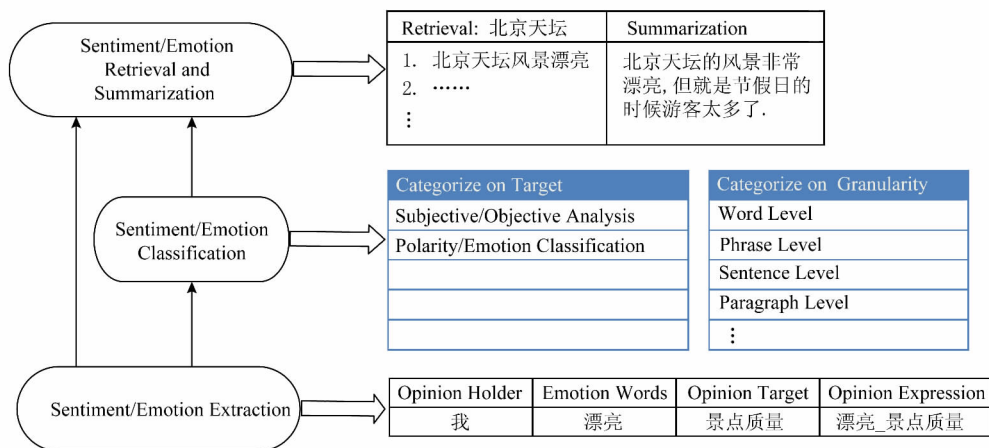 Sentiment/Emotion
Retrieval and
Summarization
Retrieval: 北京天坛
Summarization
1. 北京天坛风景漂亮
2. ……
⋮
北京天坛的风景非常
漂亮,但就是节假日的
时候游客太多了.
Sentiment/Emotion
Classification
Categorize on Target
Subjective/Objective Analysis
Polarity/Emotion Classification
Categorize on Granularity
Word Level
Phrase Level
Sentence Level
Paragraph Level
⋮
Sentiment/Emotion Extraction
Opinion Holder
Emotion Words
Opinion Target
Opinion Expression
我
漂亮
景点质量
漂亮_景点质量